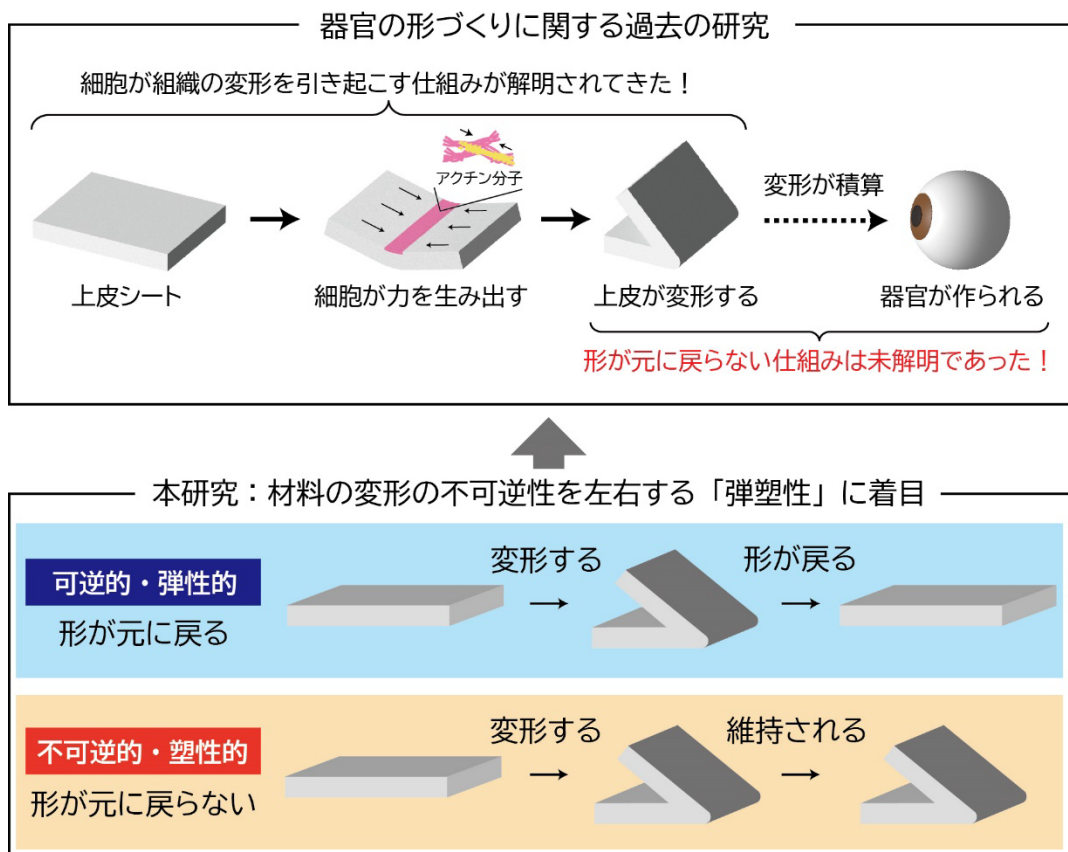 器官の形づくりに関する過去の研究
細胞が組織の変形を引き起こす仕組みが解明されてきた！
アクチン分子
変形が積算
上皮シート
細胞が力を生み出す
上皮が変形する
器官が作られる
形が元に戻らない仕組みは未解明であった！
本研究：材料の変形の不可逆性を左右する「弾塑性」に着目
可逆的・弾性的
形が元に戻る
変形する
形が戻る
不可逆的・塑性的
形が元に戻らない
変形する
維持される